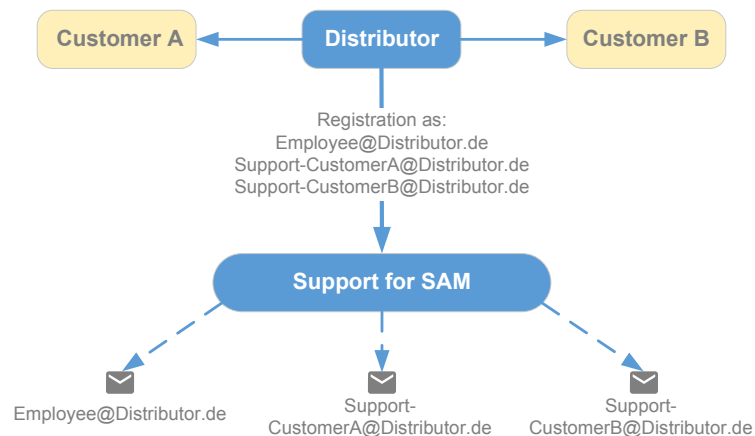 Customer A
Distributor
Customer B
Registration as:
Employee@Distributor.de
Support-CustomerA@Distributor.de
Support-CustomerB@Distributor.de
Support for SAM
Employee@Distributor.de
Support-
CustomerA@Distributor.de
Support-
CustomerB@Distributor.de